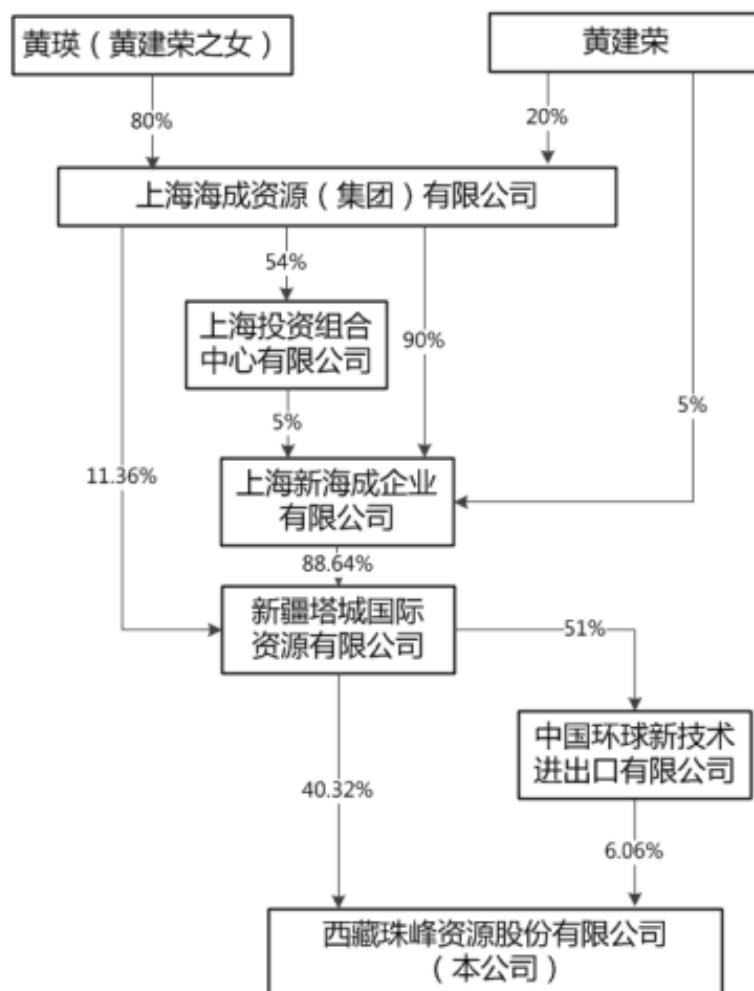 黄瑛（黄建荣之女）
黄建荣
80%
20%
上海海成资源（集团）有限公司
54%
上海投资组合
中心有限公司
90%
5%
5%
11.36%
上海新海成企业
有限公司
88.64%
新疆塔城国际
资源有限公司
51%
中国环球新技术
进出口有限公司
40.32%
6.06%
西藏珠峰资源股份有限公司
（本公司）